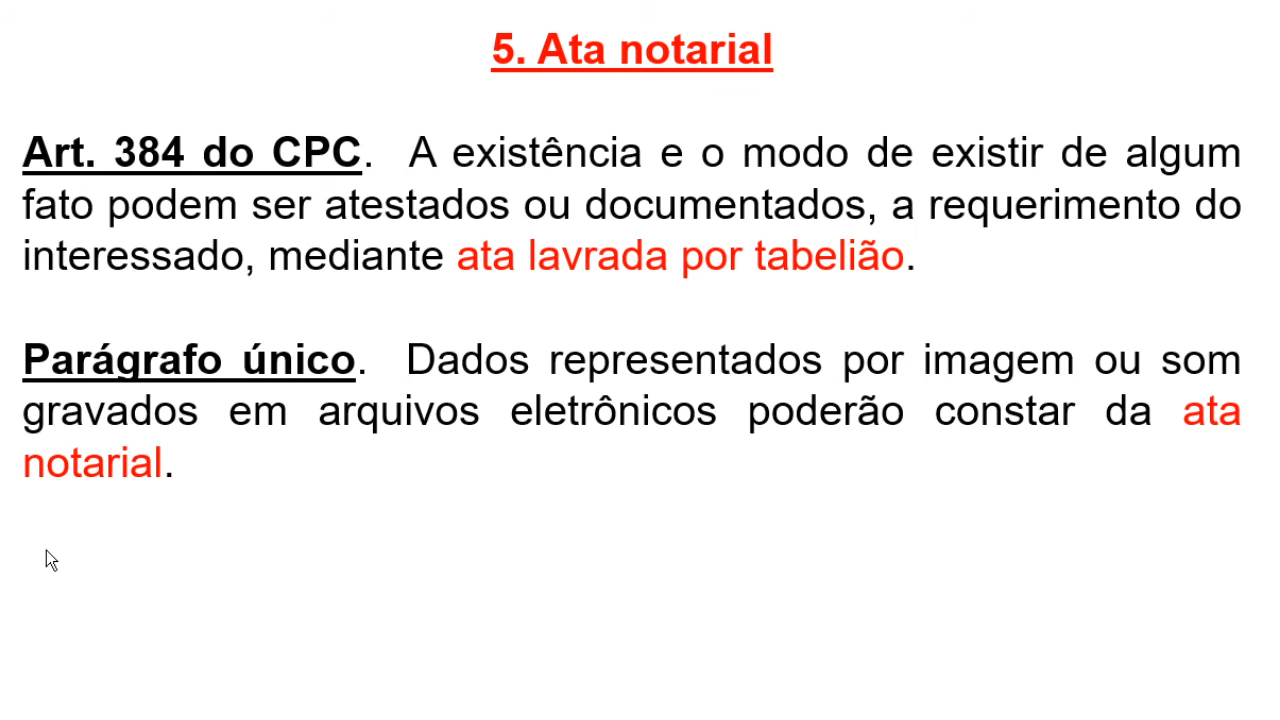 5. Ata notarial
Art. 384 do CPC. A existência e o modo de existir de algum
fato podem ser atestados ou documentados, a requerimento do
interessado, mediante ata lavrada por tabelião.
Parágrafo único. Dados representados por imagem ou som
gravados em arquivos eletrônicos poderão constar da ata
notarial.